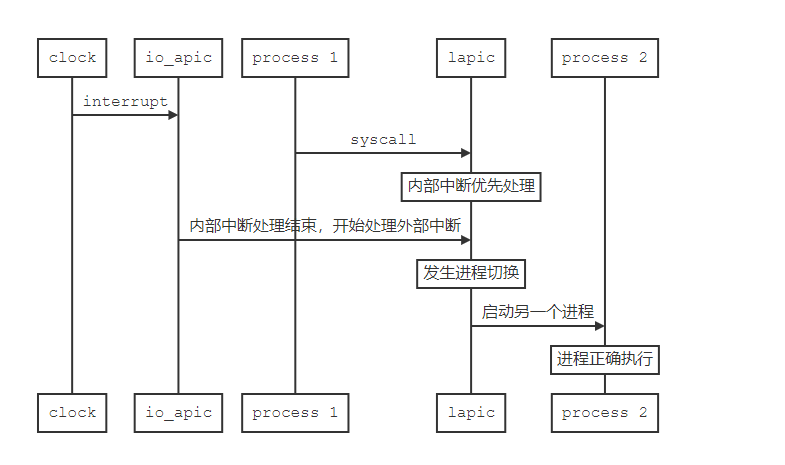 clock io_apic process 1 lapic process 2
interrupt
syscall
内部中断优先处理
内部中断处理结束，开始处理外部中断
发生进程切换
启动另一个进程
进程正确执行
clock io_apic process 1 lapic process 2